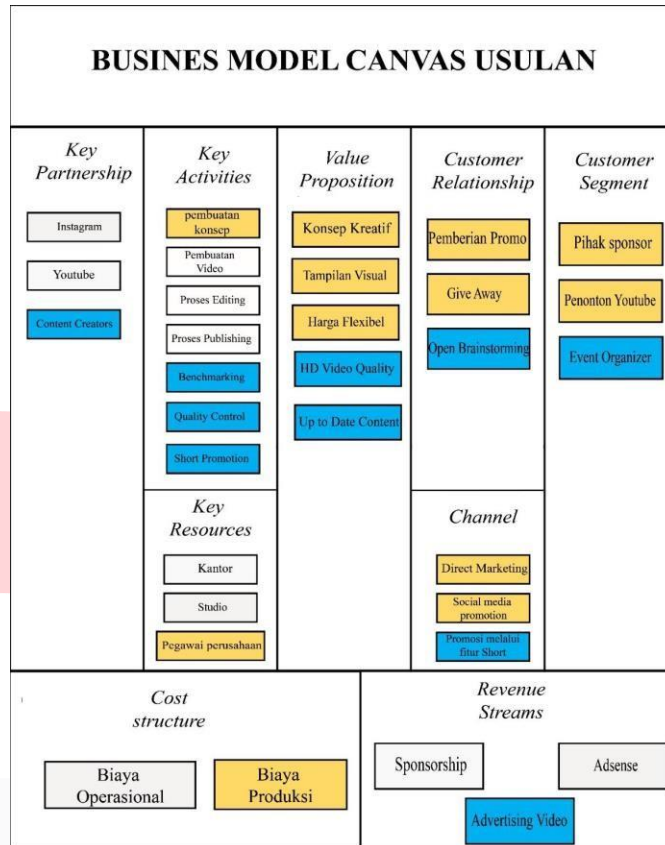 BUSINES MODEL CANVAS USULAN
Key
Partnership
Instagram
Youtube
Content Creators
Key
Activities
pembuatan
konsep
Pembuatan
Video
Proses Editing
Proses Publishing
Benchmarking
Quality Control
Short Promotion
Key
Resources
Kantor
Studio
Pegawai perusahaan
Value
Proposition
Konsep Kreatif
Tampilan Visual
Harga Flexibel
HD Video Quality
Up to Date Content
Customer
Relationship
Pemberian Promo
Give Away
Open Brainstorming
Channel
Direct Marketing
Social media
promotion
Promosi melalui
fitur Short
Customer
Segment
Pihak sponsor
Penonton Youtube
Event Organizer
Cost
structure
Biaya
Operasional
Biaya
Produksi
Revenue
Streams
Sponsorship
Adsense
Advertising Video